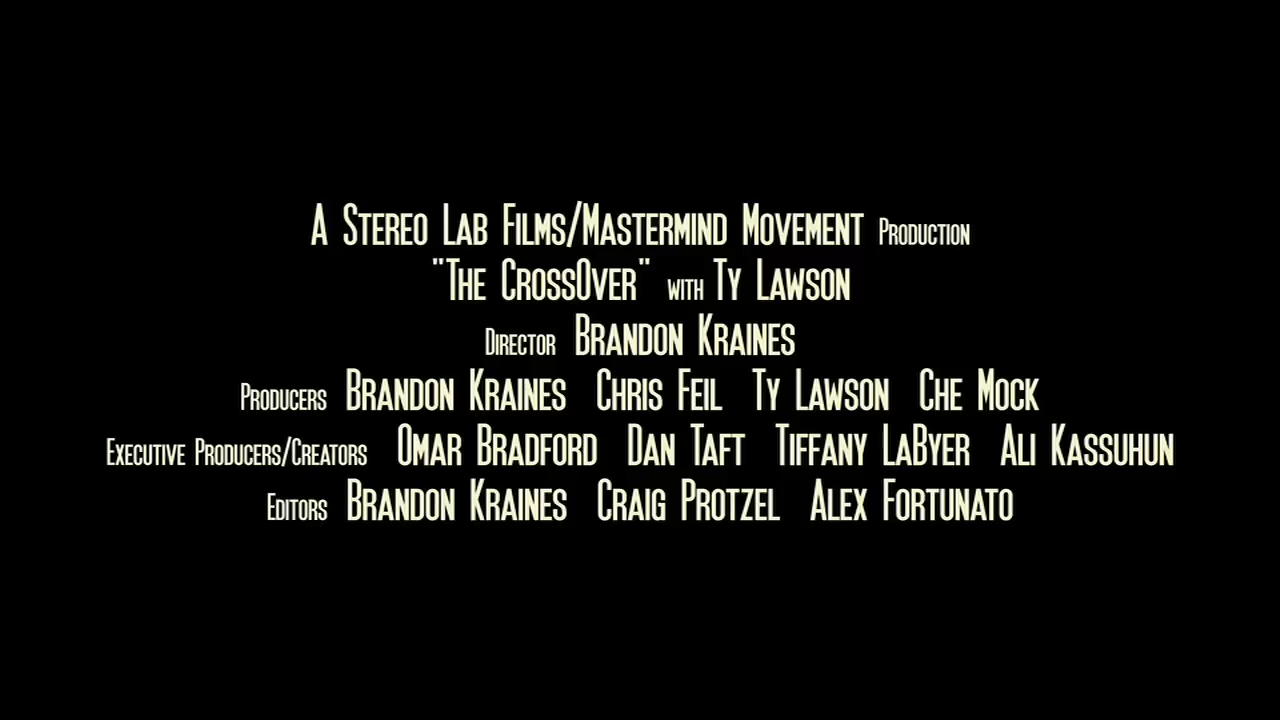 A Stereo Lab Films/Mastermind Movement Production
"The CrossOver" with Ty Lawson
Director Brandon Kraines
Producers Brandon Kraines Chris Feil Ty Lawson Che Mock
Executive Producers/Creators Omar Bradford Dan Taft Tiffany LaByer Ali Kassuhun
Editors Brandon Kraines Craig Protzel Alex Fortunato